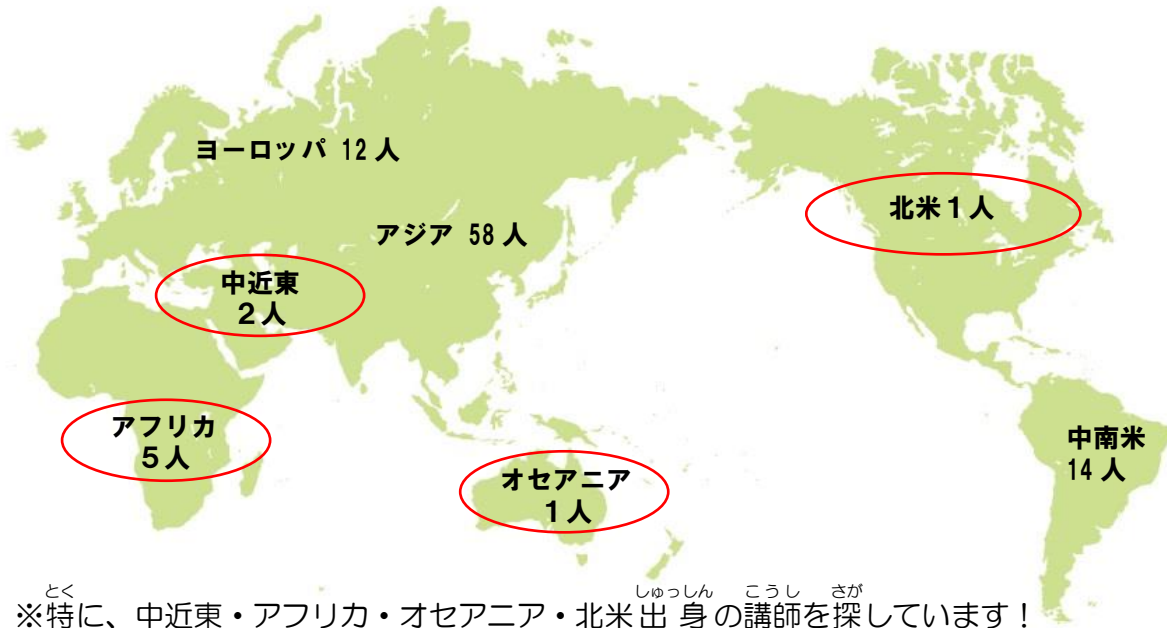 ヨーロッパ 12人
アジア 58人
北米1人
中近東
2人
アフリカ
5人
オセアニア
1人
中南米
14人
とく しゅっしん こうし さが
※特に、中近東・アフリカ・オセアニア・北米出身の講師を探しています！